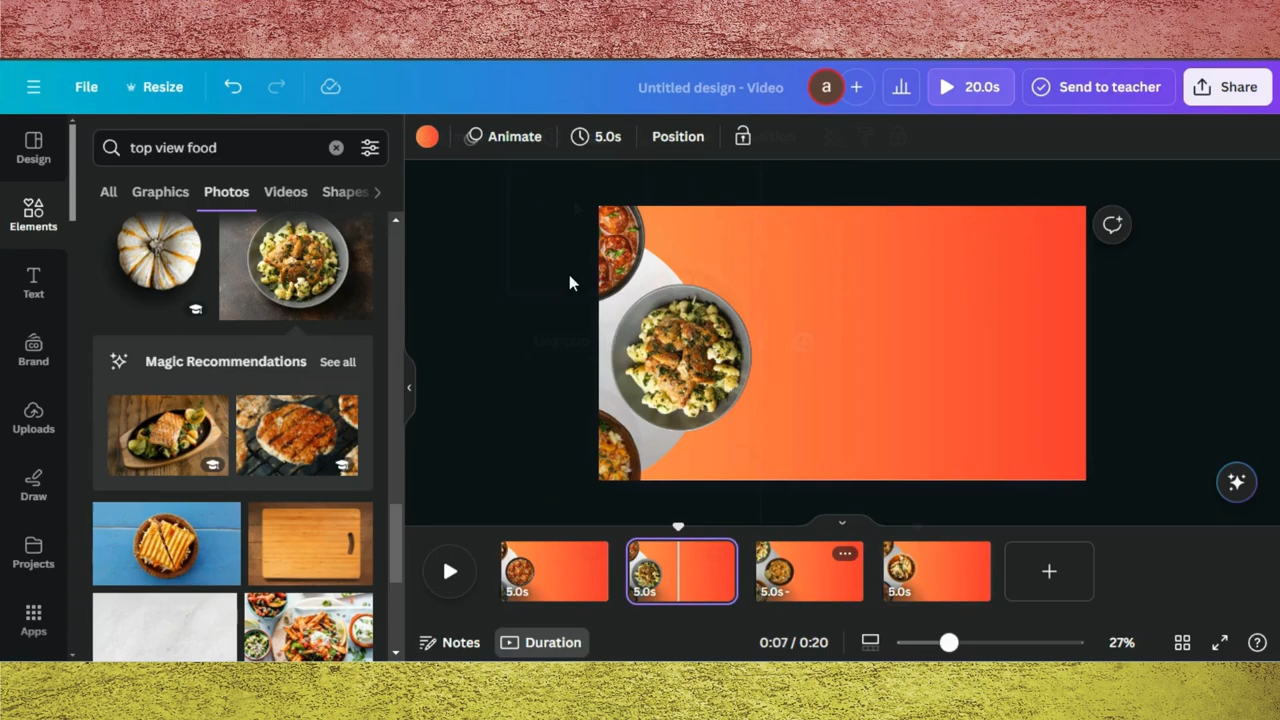 File
Resize
Untitled design - Video
a
20.0s
Send to teacher
Share
Design
Elements
Text
Brand
Uploads
Draw
Projects
Apps
top view food
All
Graphics
Photos
Videos
Shapes
Magic Recommendations
See all
Animate
5.0s
Position
5.0s
5.0s
5.0s-
5.0s
Notes
Duration
0:07 / 0:20
27%